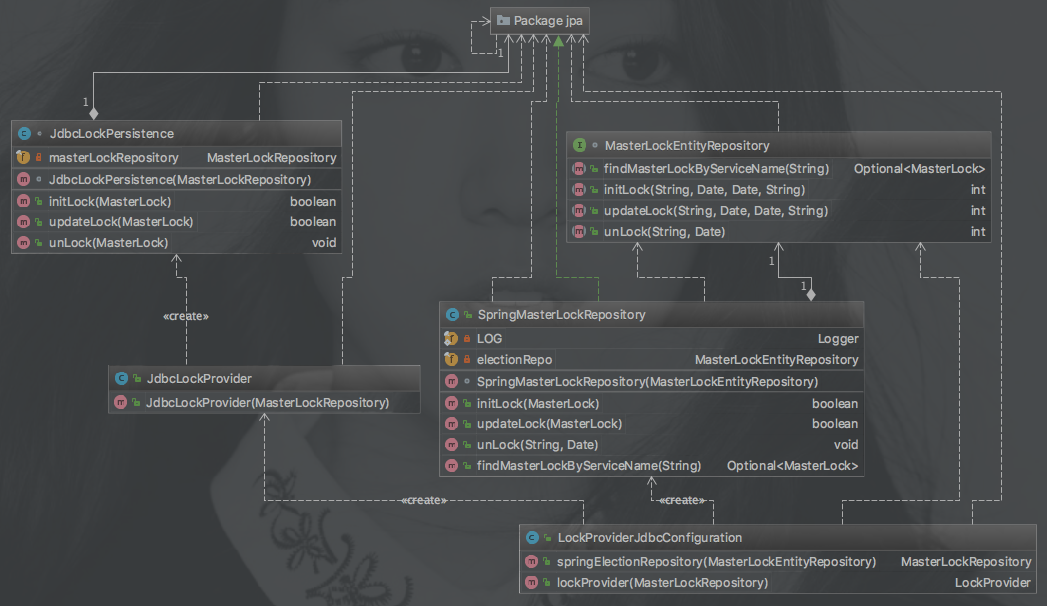 Package jpa
1
1
JdbcLockPersistence
masterLockRepository MasterLockRepository
JdbcLockPersistence(MasterLockRepository)
initLock(MasterLock) boolean
updateLock(MasterLock) boolean
unLock(MasterLock) void
MasterLockEntityRepository
findMasterLockByServiceName(String) Optional<MasterLock>
initLock(String, Date, Date, String) int
updateLock(String, Date, Date, String) int
unLock(String, Date) int
1
1
«create»
SpringMasterLockRepository
LOG Logger
electionRepo MasterLockEntityRepository
SpringMasterLockRepository(MasterLockEntityRepository)
initLock(MasterLock) boolean
updateLock(MasterLock) boolean
unLock(String, Date) void
findMasterLockByServiceName(String) Optional<MasterLock>
JdbcLockProvider
JdbcLockProvider(MasterLockRepository)
«create»
«create»
LockProviderJdbcConfiguration
springElectionRepository(MasterLockEntityRepository) MasterLockRepository
lockProvider(MasterLockRepository) LockProvider